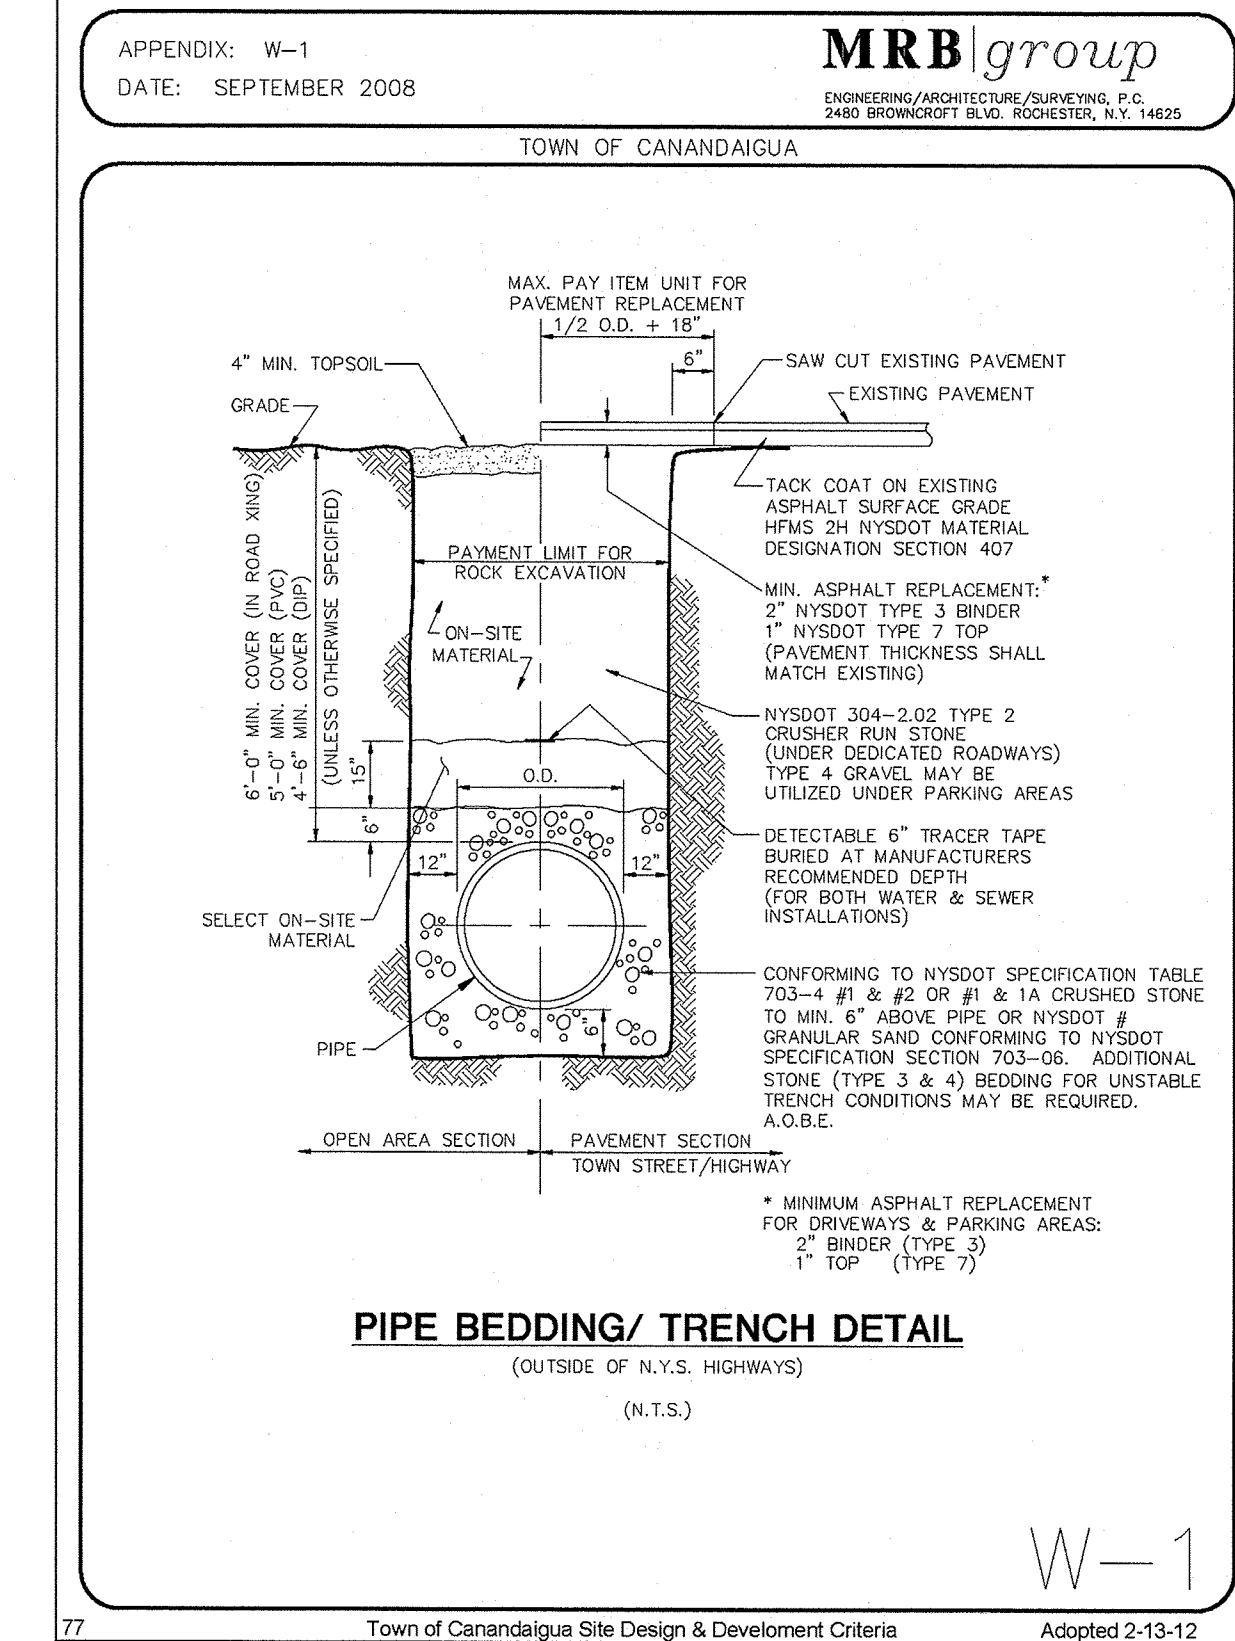 APPENDIX: W-1
DATE: SEPTEMBER 2008
MRB|group
ENGINEERING/ARCHITECTURE/SURVEYING, P.C.
2480 BROWNCROFT BLVD. ROCHESTER, N.Y. 14625
TOWN OF CANANDAIGUA
MAX. PAY ITEM UNIT FOR
PAVEMENT REPLACEMENT
1/2 O.D. + 18"
6"
4" MIN. TOPSOIL
GRADE
SAW CUT EXISTING PAVEMENT
EXISTING PAVEMENT
TACK COAT ON EXISTING
ASPHALT SURFACE GRADE
HFMS 2H NYSDOT MATERIAL
DESIGNATION SECTION 407
6'-0" MIN. COVER (IN ROAD XING)
5'-0" MIN. COVER (PVC)
4'-6" MIN. COVER (DIP)
(UNLESS OTHERWISE SPECIFIED)
PAYMENT LIMIT FOR
ROCK EXCAVATION
ON-SITE
MATERIAL
MIN. ASPHALT REPLACEMENT:*
2" NYSDOT TYPE 3 BINDER
1" NYSDOT TYPE 7 TOP
(PAVEMENT THICKNESS SHALL
MATCH EXISTING)
NYSDOT 304-2.02 TYPE 2
CRUSHER RUN STONE
(UNDER DEDICATED ROADWAYS)
TYPE 4 GRAVEL MAY BE
UTILIZED UNDER PARKING AREAS
15"
O.D.
6"
12"
12"
DETECTABLE 6" TRACER TAPE
BURIED AT MANUFACTURERS
RECOMMENDED DEPTH
(FOR BOTH WATER & SEWER
INSTALLATIONS)
SELECT ON-SITE
MATERIAL
CONFORMING TO NYSDOT SPECIFICATION TABLE
703-4 #1 & #2 OR #1 & 1A CRUSHED STONE
TO MIN. 6" ABOVE PIPE OR NYSDOT #
GRANULAR SAND CONFORMING TO NYSDOT
SPECIFICATION SECTION 703-06. ADDITIONAL
STONE (TYPE 3 & 4) BEDDING FOR UNSTABLE
TRENCH CONDITIONS MAY BE REQUIRED.
A.O.B.E.
6"
PIPE
OPEN AREA SECTION
PAVEMENT SECTION
TOWN STREET/HIGHWAY
* MINIMUM ASPHALT REPLACEMENT
FOR DRIVEWAYS & PARKING AREAS:
2" BINDER (TYPE 3)
1" TOP (TYPE 7)
PIPE BEDDING/ TRENCH DETAIL
(OUTSIDE OF N.Y.S. HIGHWAYS)
(N.T.S.)
W-1
77
Town of Canandaigua Site Design & Develoment Criteria
Adopted 2-13-12